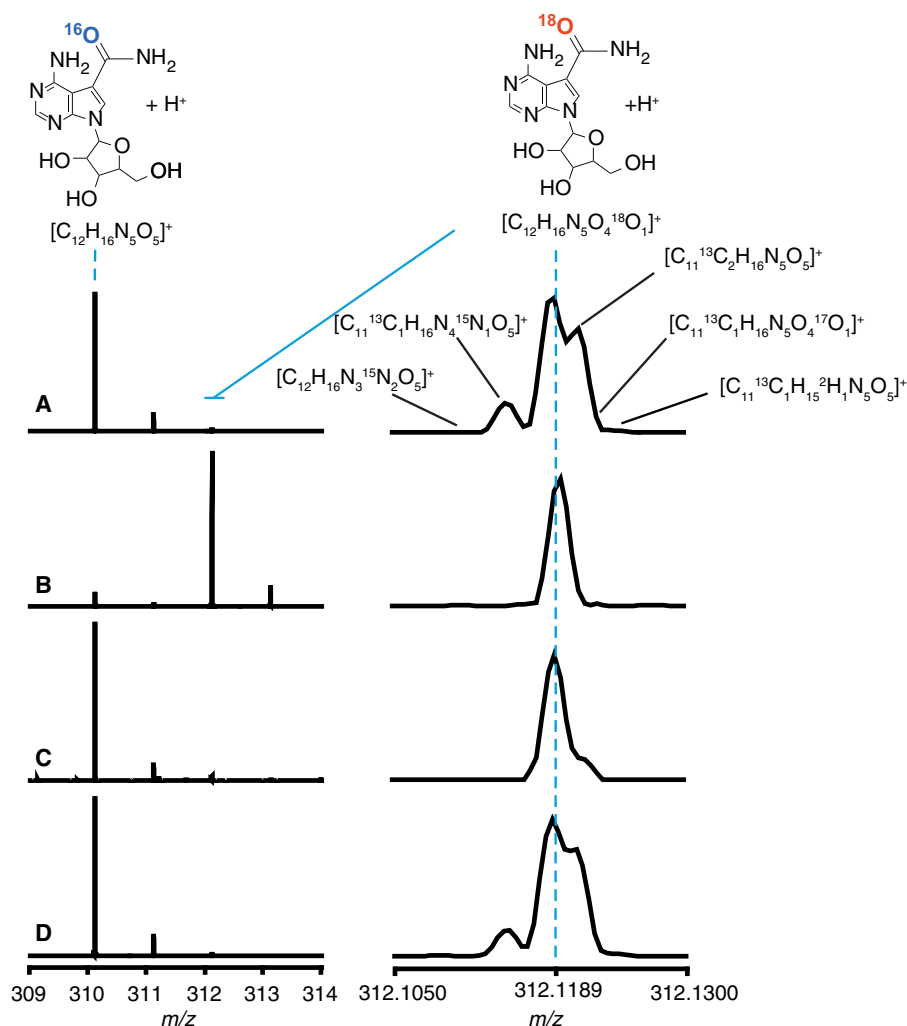 ¹⁶O
NH₂
NH₂
N
N
N
+ H⁺
O
HO
OH
HO
[C₁₂H₁₆N₅O₅]⁺
¹⁸O
NH₂
NH₂
N
N
N
+H⁺
O
HO
OH
HO
[C₁₂H₁₆N₅O₄¹⁸O₁]⁺
[C₁₁¹³C₂H₁₆N₅O₅]⁺
[C₁₁¹³C₁H₁₆N₄¹⁵N₁O₅]⁺
[C₁₁¹³C₁H₁₆N₅O₄¹⁷O₁]⁺
[C₁₂H₁₆N₃¹⁵N₂O₅]⁺
[C₁₁¹³C₁H₁₅²H₁N₅O₅]⁺
A
B
C
D
309 310 311 312 313 314
m/z
312.1050 312.1189 312.1300
m/z